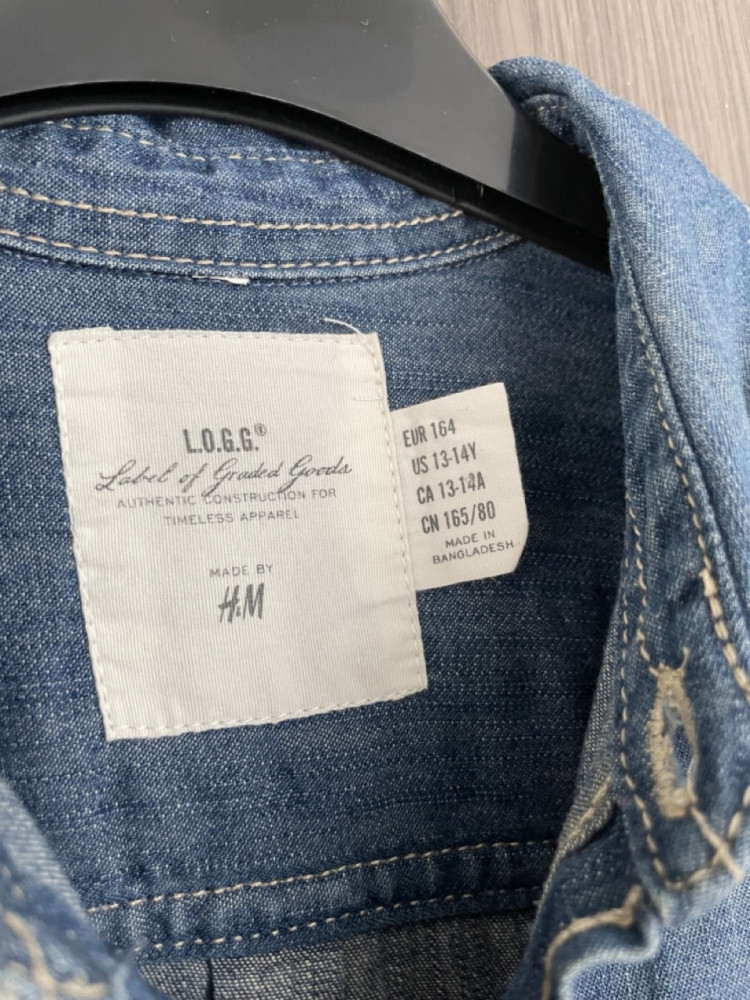 L.O.G.G.®
Label of Graded Goods
AUTHENTIC CONSTRUCTION FOR
TIMELESS APPAREL
MADE BY
H&M
EUR 164
US 13-14Y
CA 13-14A
CN 165/80
MADE IN
BANGLADESH